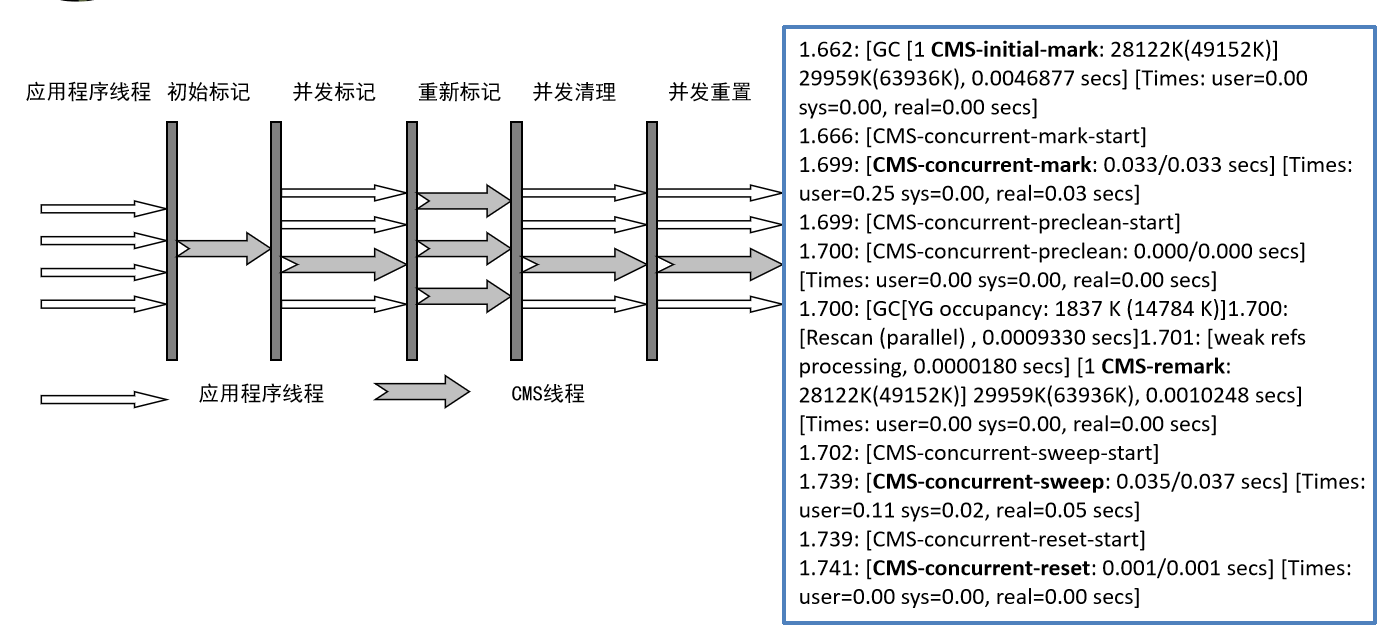 应用程序线程 初始标记 并发标记 重新标记 并发清理 并发重置
应用程序线程 CMS线程
1.662: [GC [1 CMS-initial-mark: 28122K(49152K)]
29959K(63936K), 0.0046877 secs] [Times: user=0.00
sys=0.00, real=0.00 secs]
1.666: [CMS-concurrent-mark-start]
1.699: [CMS-concurrent-mark: 0.033/0.033 secs] [Times:
user=0.25 sys=0.00, real=0.03 secs]
1.699: [CMS-concurrent-preclean-start]
1.700: [CMS-concurrent-preclean: 0.000/0.000 secs]
[Times: user=0.00 sys=0.00, real=0.00 secs]
1.700: [GC[YG occupancy: 1837 K (14784 K)]1.700:
[Rescan (parallel) , 0.0009330 secs]1.701: [weak refs
processing, 0.0000180 secs] [1 CMS-remark:
28122K(49152K)] 29959K(63936K), 0.0010248 secs]
[Times: user=0.00 sys=0.00, real=0.00 secs]
1.702: [CMS-concurrent-sweep-start]
1.739: [CMS-concurrent-sweep: 0.035/0.037 secs] [Times:
user=0.11 sys=0.02, real=0.05 secs]
1.739: [CMS-concurrent-reset-start]
1.741: [CMS-concurrent-reset: 0.001/0.001 secs] [Times:
user=0.00 sys=0.00, real=0.00 secs]